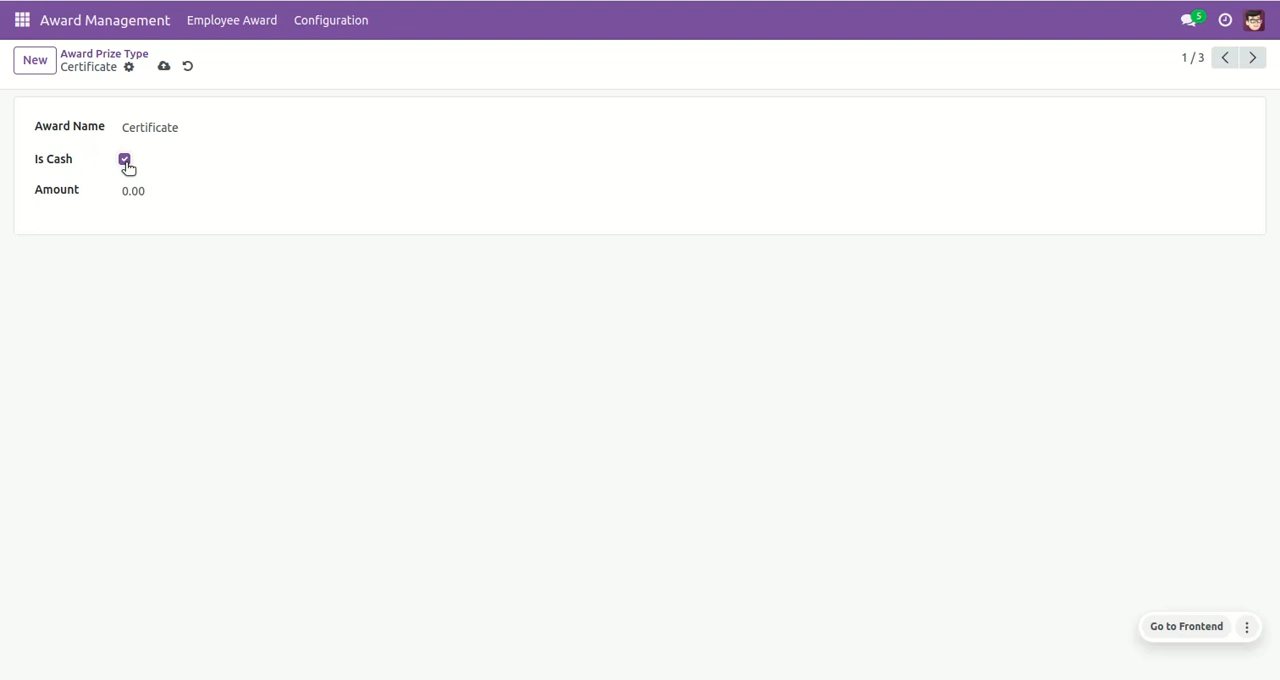 Award Management Employee Award Configuration 5
New Award Prize Type 1 / 3
Certificate
Award Name Certificate
Is Cash
Amount 0.00
Go to Frontend